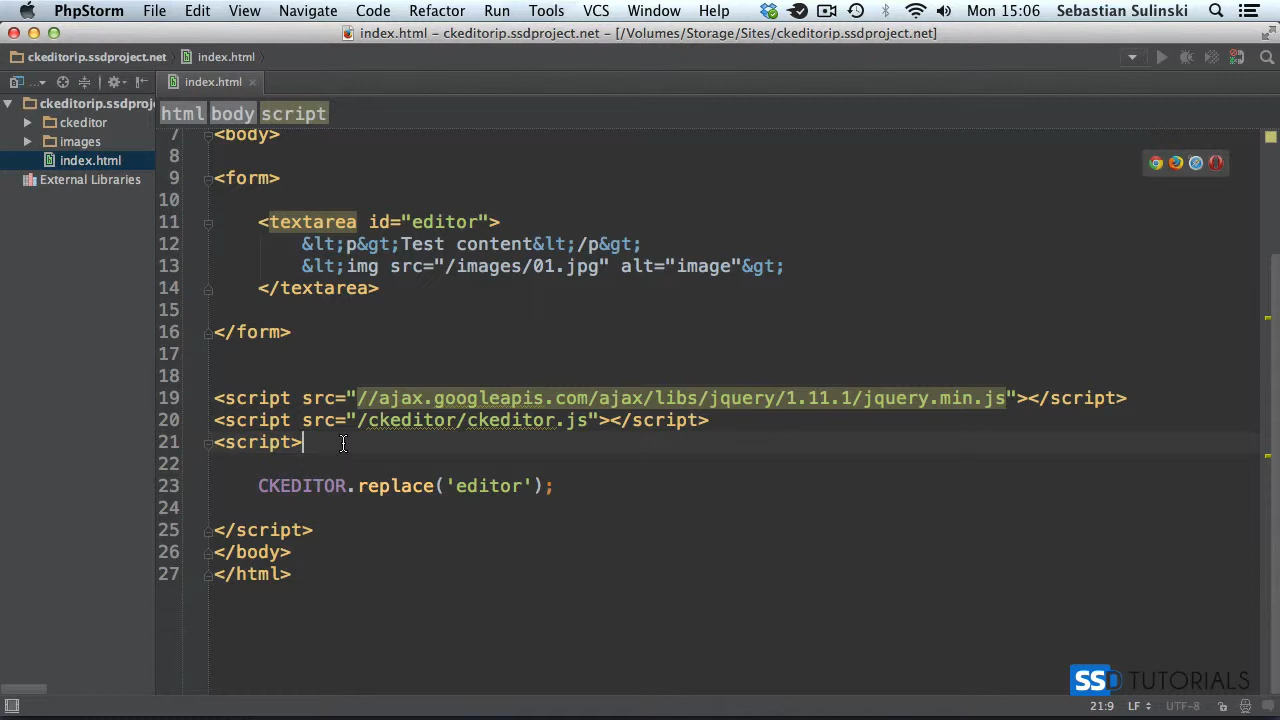 PhpStorm File Edit View Navigate Code Refactor Run Tools VCS Window Help Mon 15:06 Sebastian Sulinski
index.html - ckeditorip.ssdproject.net - [/Volumes/Storage/Sites/ckeditorip.ssdproject.net]
ckeditorip.ssdproject.net index.html
index.html
ckeditorip.ssdproj
ckeditor
images
index.html
External Libraries
html body script
7 <body>
8
9 <form>
10
11 <textarea id="editor">
12 &lt;p&gt;Test content&lt;/p&gt;
13 &lt;img src="/images/01.jpg" alt="image"&gt;
14 </textarea>
15
16 </form>
17
18
19 <script src="//ajax.googleapis.com/ajax/libs/jquery/1.11.1/jquery.min.js"></script>
20 <script src="/ckeditor/ckeditor.js"></script>
21 <script>
22
23 CKEDITOR.replace('editor');
24
25 </script>
26 </body>
27 </html>
SSD TUTORIALS
21:9 LF UTF-8